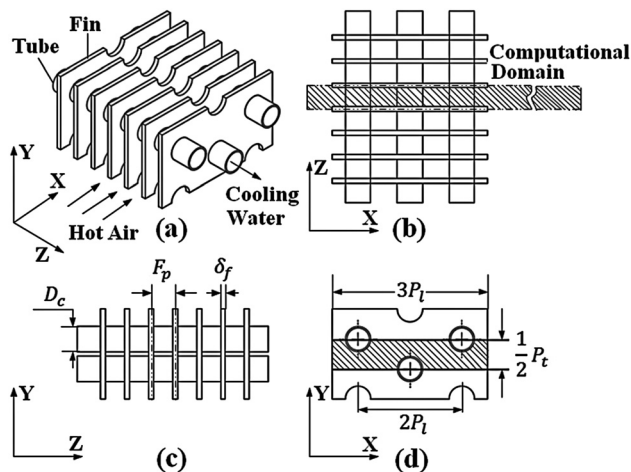 Fin
Tube
Y
X
Z
Hot Air
(a)
Cooling
Water
Computational
Domain
Z
X
(b)
F_p
δ_f
D_c
Y
Z
(c)
3P_l
1/2 P_t
2P_l
Y
X
(d)